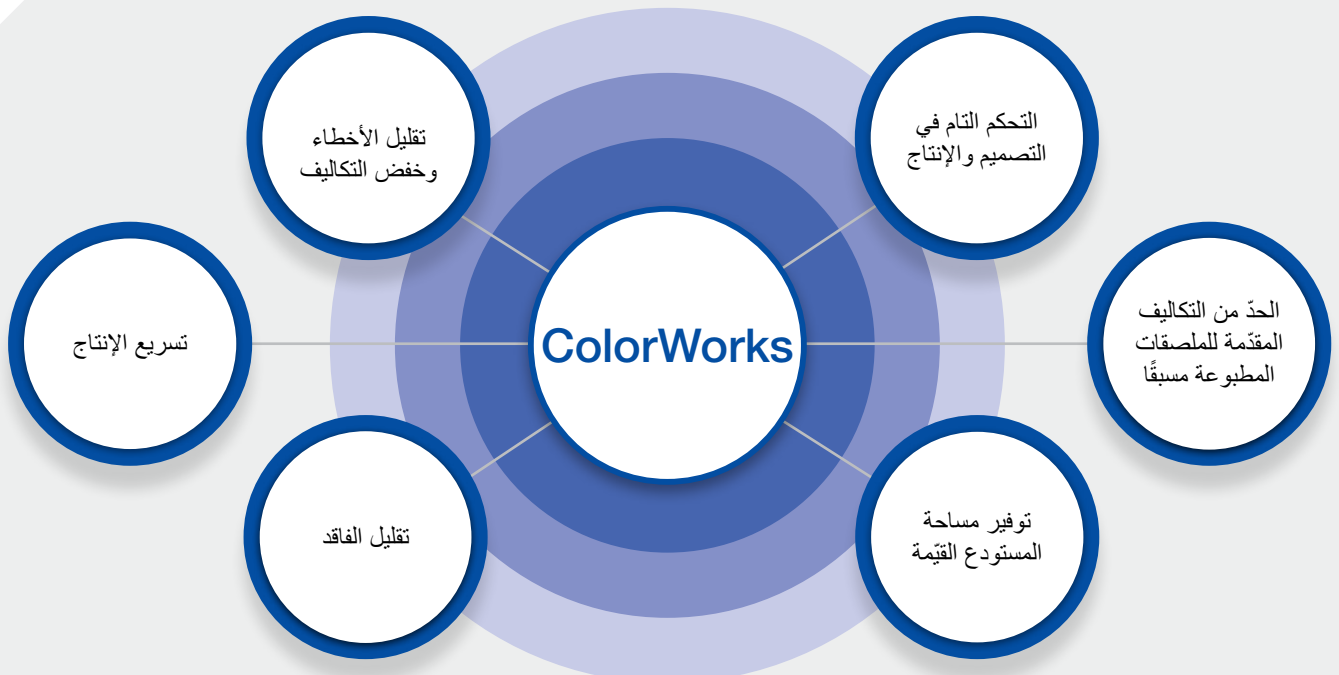 التحكم التام في
التصميم والإنتاج
تقليل الأخطاء
وخفض التكاليف
الحدّ من التكاليف
المقدّمة للملصقات
المطبوعة مسبقًا
ColorWorks
تسريع الإنتاج
توفير مساحة
المستودع القيّمة
تقليل الفاقد